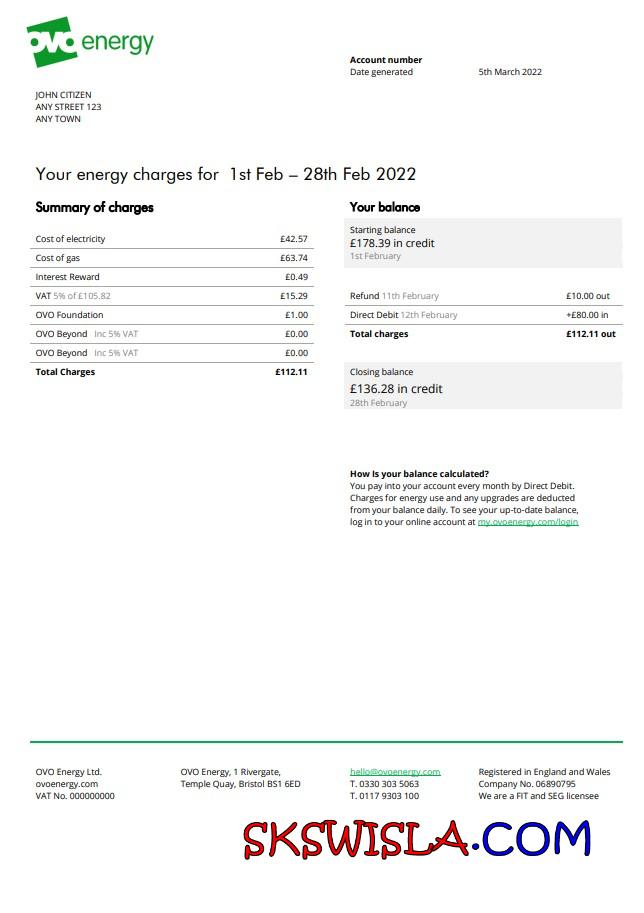 ovo energy
Account number
Date generated 5th March 2022
JOHN CITIZEN
ANY STREET 123
ANY TOWN
Your energy charges for 1st Feb – 28th Feb 2022
Summary of charges
Cost of electricity £42.57
Cost of gas £63.74
Interest Reward £0.49
VAT 5% of £105.82 £15.29
OVO Foundation £1.00
OVO Beyond Inc 5% VAT £0.00
OVO Beyond Inc 5% VAT £0.00
Total Charges £112.11
Your balance
Starting balance
£178.39 in credit
1st February
Refund 11th February £10.00 out
Direct Debit 12th February +£80.00 in
Total charges £112.11 out
Closing balance
£136.28 in credit
28th February
How Is your balance calculated?
You pay into your account every month by Direct Debit.
Charges for energy use and any upgrades are deducted
from your balance daily. To see your up-to-date balance,
log in to your online account at my.ovoenergy.com/login
OVO Energy Ltd.
ovoenergy.com
VAT No. 000000000
OVO Energy, 1 Rivergate,
Temple Quay, Bristol BS1 6ED
hello@ovoenergy.com
T. 0330 303 5063
T. 0117 9303 100
Registered in England and Wales
Company No. 06890795
We are a FIT and SEG licensee
SKSWISLA.COM